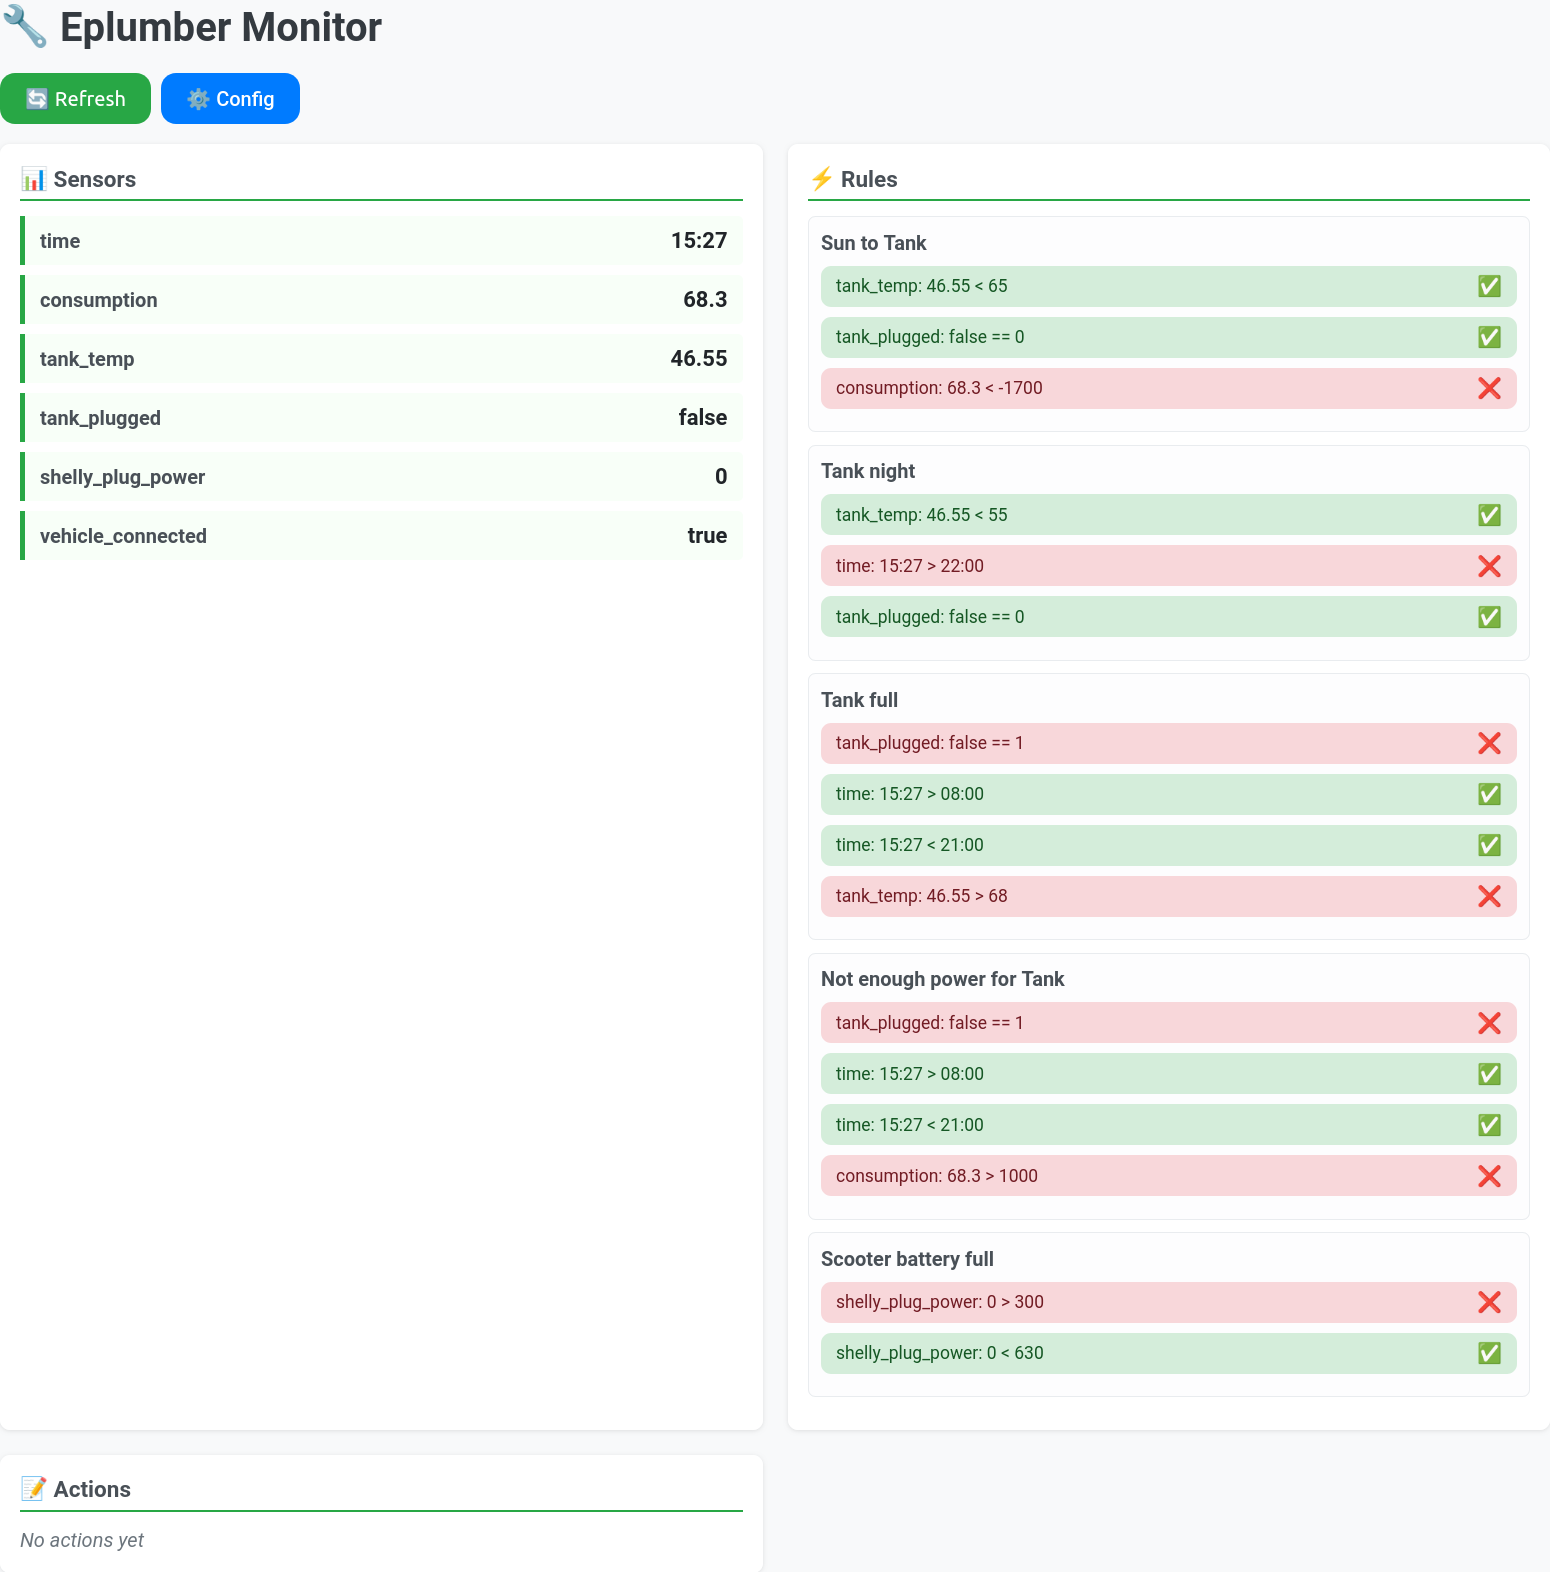 Eplumber Monitor
Refresh
Config
Sensors
time 15:27
consumption 68.3
tank_temp 46.55
tank_plugged false
shelly_plug_power 0
vehicle_connected true
Rules
Sun to Tank
tank_temp: 46.55 < 65
tank_plugged: false == 0
consumption: 68.3 < -1700
Tank night
tank_temp: 46.55 < 55
time: 15:27 > 22:00
tank_plugged: false == 0
Tank full
tank_plugged: false == 1
time: 15:27 > 08:00
time: 15:27 < 21:00
tank_temp: 46.55 > 68
Not enough power for Tank
tank_plugged: false == 1
time: 15:27 > 08:00
time: 15:27 < 21:00
consumption: 68.3 > 1000
Scooter battery full
shelly_plug_power: 0 > 300
shelly_plug_power: 0 < 630
Actions
No actions yet